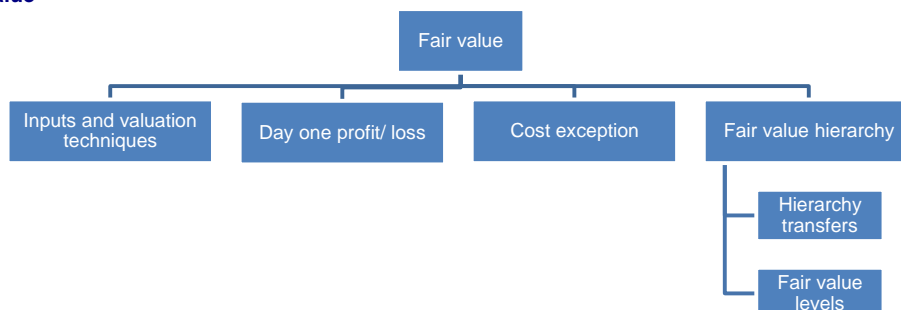 Fair value
Inputs and valuation
techniques
Day one profit/ loss
Cost exception
Fair value hierarchy
Hierarchy
transfers
Fair value
levels